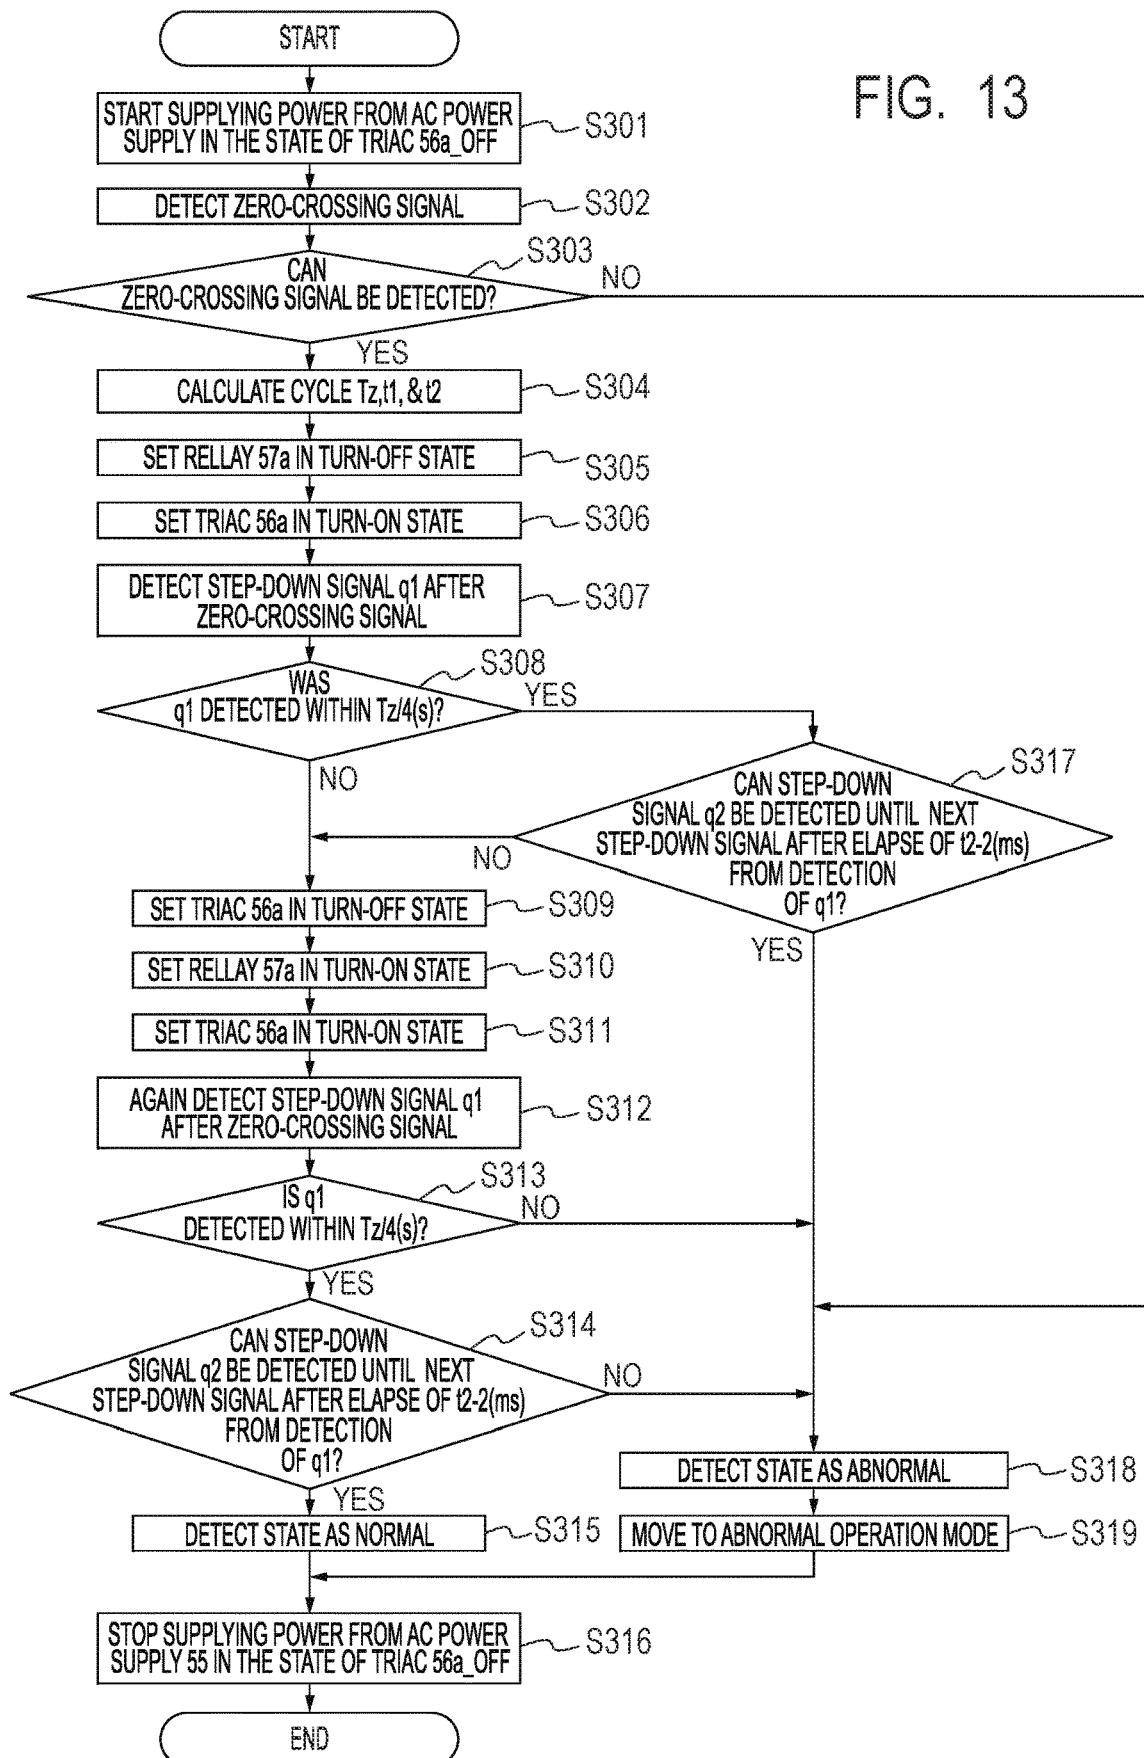 START
FIG. 13
START SUPPLYING POWER FROM AC POWER
SUPPLY IN THE STATE OF TRIAC 56a_OFF
S301
DETECT ZERO-CROSSING SIGNAL
S302
S303
CAN
ZERO-CROSSING SIGNAL BE DETECTED?
NO
YES
CALCULATE CYCLE Tz,t1, & t2
S304
SET RELLAY 57a IN TURN-OFF STATE
S305
SET TRIAC 56a IN TURN-ON STATE
S306
DETECT STEP-DOWN SIGNAL q1 AFTER
ZERO-CROSSING SIGNAL
S307
S308
WAS
q1 DETECTED WITHIN Tz/4(s)?
YES
NO
S317
CAN STEP-DOWN
SIGNAL q2 BE DETECTED UNTIL NEXT
STEP-DOWN SIGNAL AFTER ELAPSE OF t2-2(ms)
FROM DETECTION
OF q1?
NO
YES
SET TRIAC 56a IN TURN-OFF STATE
S309
SET RELLAY 57a IN TURN-ON STATE
S310
SET TRIAC 56a IN TURN-ON STATE
S311
AGAIN DETECT STEP-DOWN SIGNAL q1
AFTER ZERO-CROSSING SIGNAL
S312
S313
IS q1
DETECTED WITHIN Tz/4(s)?
NO
YES
S314
CAN STEP-DOWN
SIGNAL q2 BE DETECTED UNTIL NEXT
STEP-DOWN SIGNAL AFTER ELAPSE OF t2-2(ms)
FROM DETECTION
OF q1?
NO
YES
DETECT STATE AS NORMAL
S315
DETECT STATE AS ABNORMAL
S318
MOVE TO ABNORMAL OPERATION MODE
S319
STOP SUPPLYING POWER FROM AC POWER
SUPPLY 55 IN THE STATE OF TRIAC 56a_OFF
S316
END